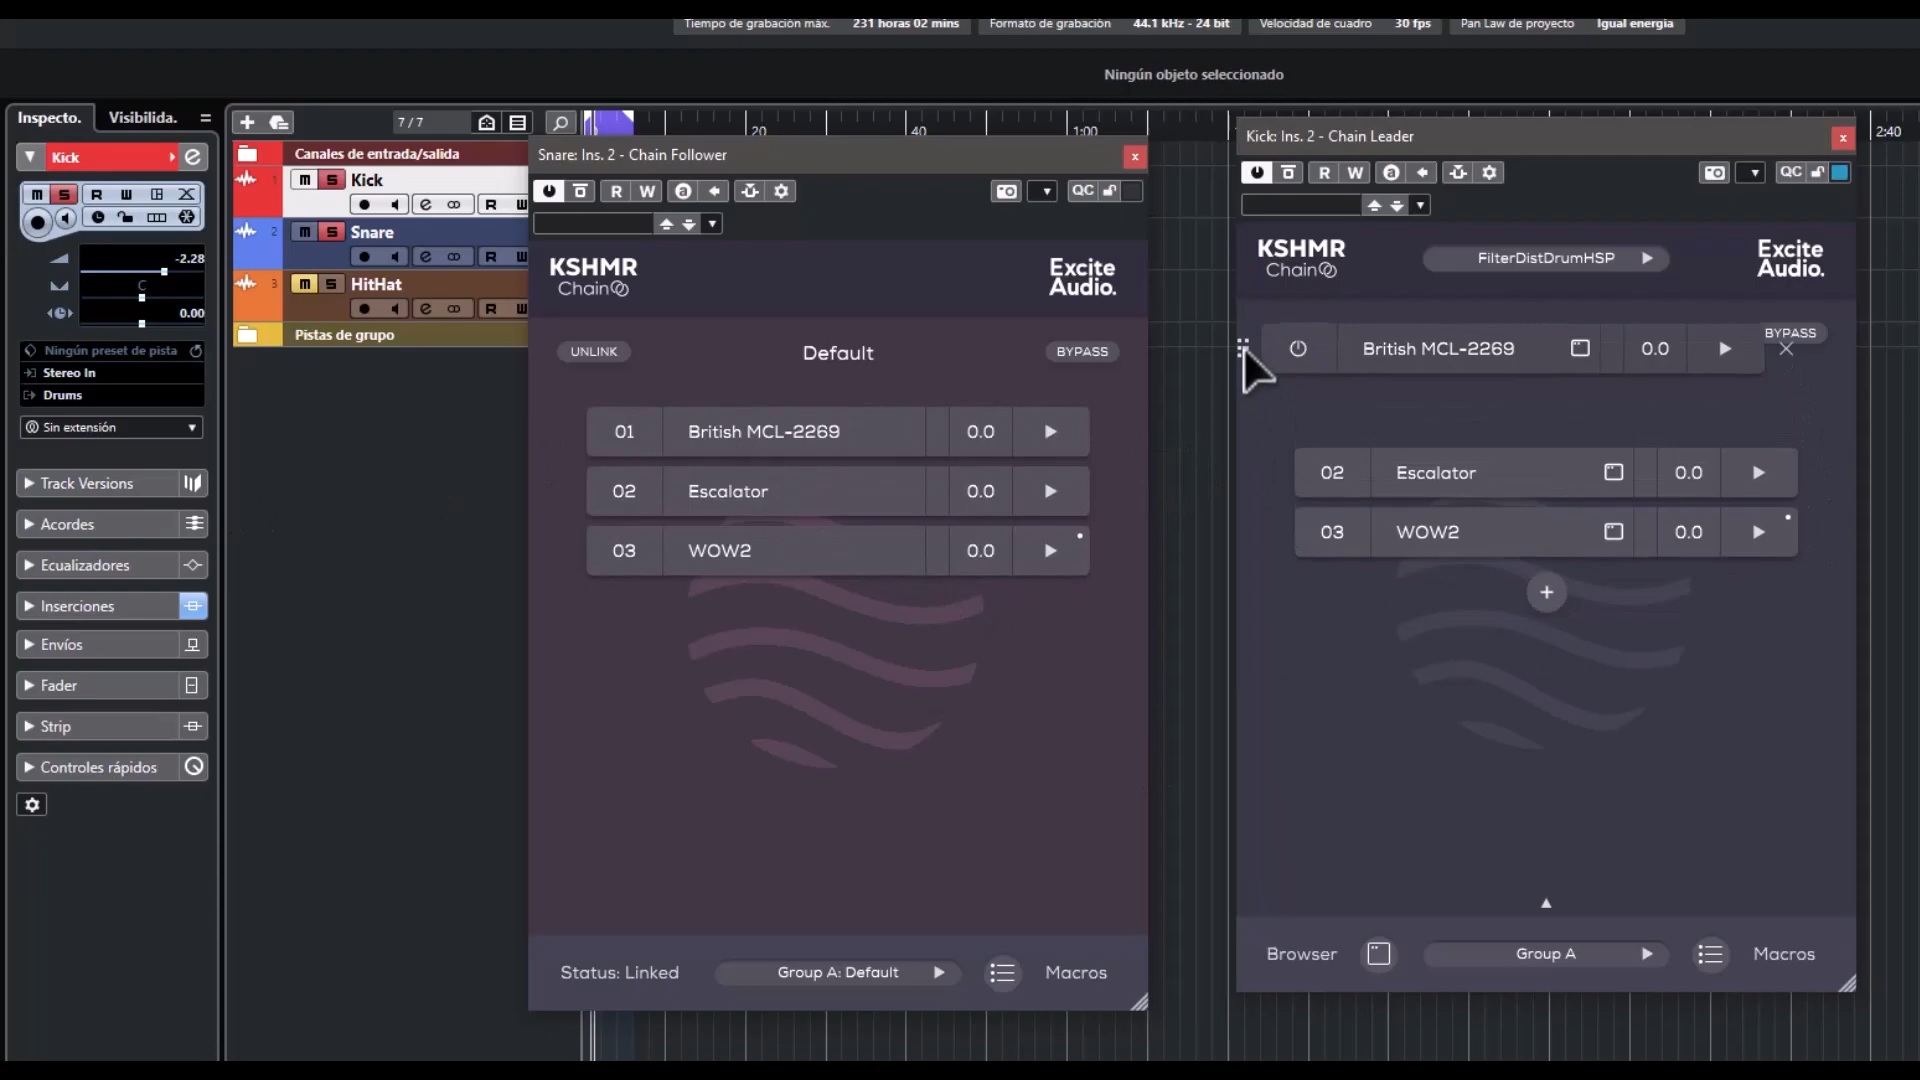 Tiempo de grabación máx. 231 horas 02 mins Formato de grabación 44.1 kHz - 24 bit Velocidad de cuadro 30 fps Pan Law de proyecto Igual energía
Ningún objeto seleccionado
Inspecto. Visibilida.
7 / 7
20 40 1:00 2:40
Kick
m S R W
-2.28
C
0.00
Ningún preset de pista
Stereo In
Drums
Sin extensión
Track Versions
Acordes
Ecualizadores
Inserciones
Envíos
Fader
Strip
Controles rápidos
Canales de entrada/salida
1 m S Kick
e R W
2 m S Snare
e R W
3 m S HitHat
e R W
Pistas de grupo
Snare: Ins. 2 - Chain Follower x
R W a QC
KSHMR
Chain
Excite
Audio.
UNLINK Default BYPASS
01 British MCL-2269 0.0
02 Escalator 0.0
03 WOW2 0.0
Status: Linked Group A: Default Macros
Kick: Ins. 2 - Chain Leader x
R W a QC
KSHMR
Chain
FilterDistDrumHSP
Excite
Audio.
BYPASS
British MCL-2269 0.0
02 Escalator 0.0
03 WOW2 0.0
+
Browser Group A Macros